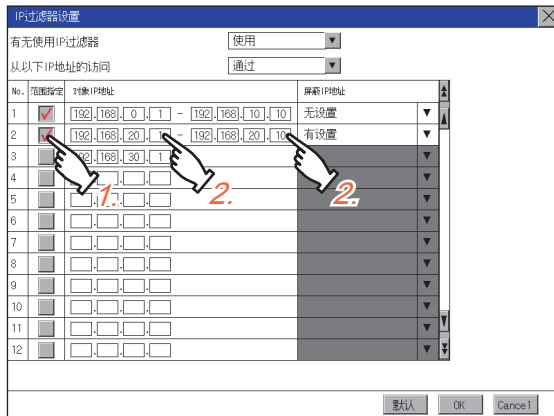 IP过滤器设置
有无使用IP过滤器 使用
从以下IP地址的访问 通过
No. 范围指定 对象IP地址 屏蔽IP地址
1 192.168.0.1 - 192.168.10.10 无设置
2 192.168.20.1 - 192.168.20.10 有设置
3 192.168.30.1
4
5
6
7
8
9
10
11
12
1. 2. 2.
默认 OK Cancel